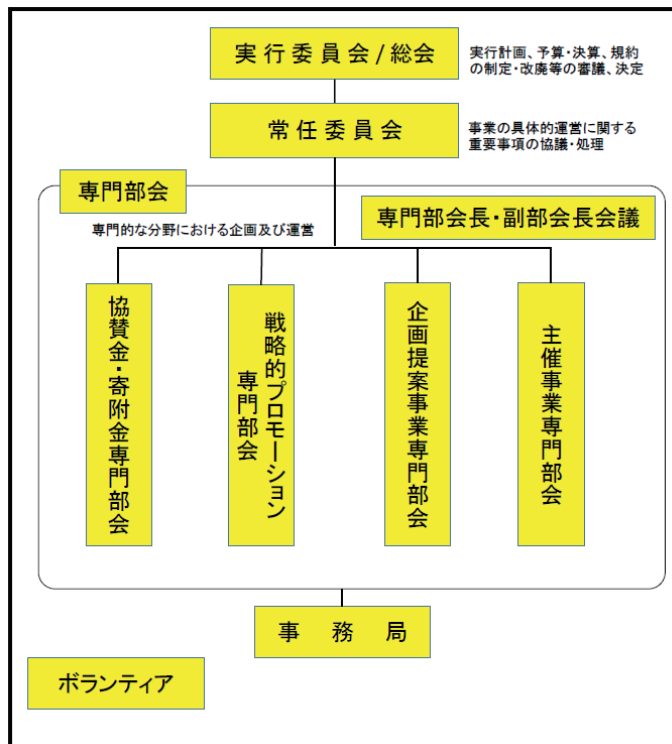 実行委員会/総会
実行計画、予算・決算、規約
の制定・改廃等の審議、決定
常任委員会
事業の具体的運営に関する
重要事項の協議・処理
専門部会
専門部会長・副部会長会議
専門的な分野における企画及び運営
協賛金・寄附金専門部会
戦略的プロモーション
専門部会
企画提案事業専門部会
主催事業専門部会
事務局
ボランティア